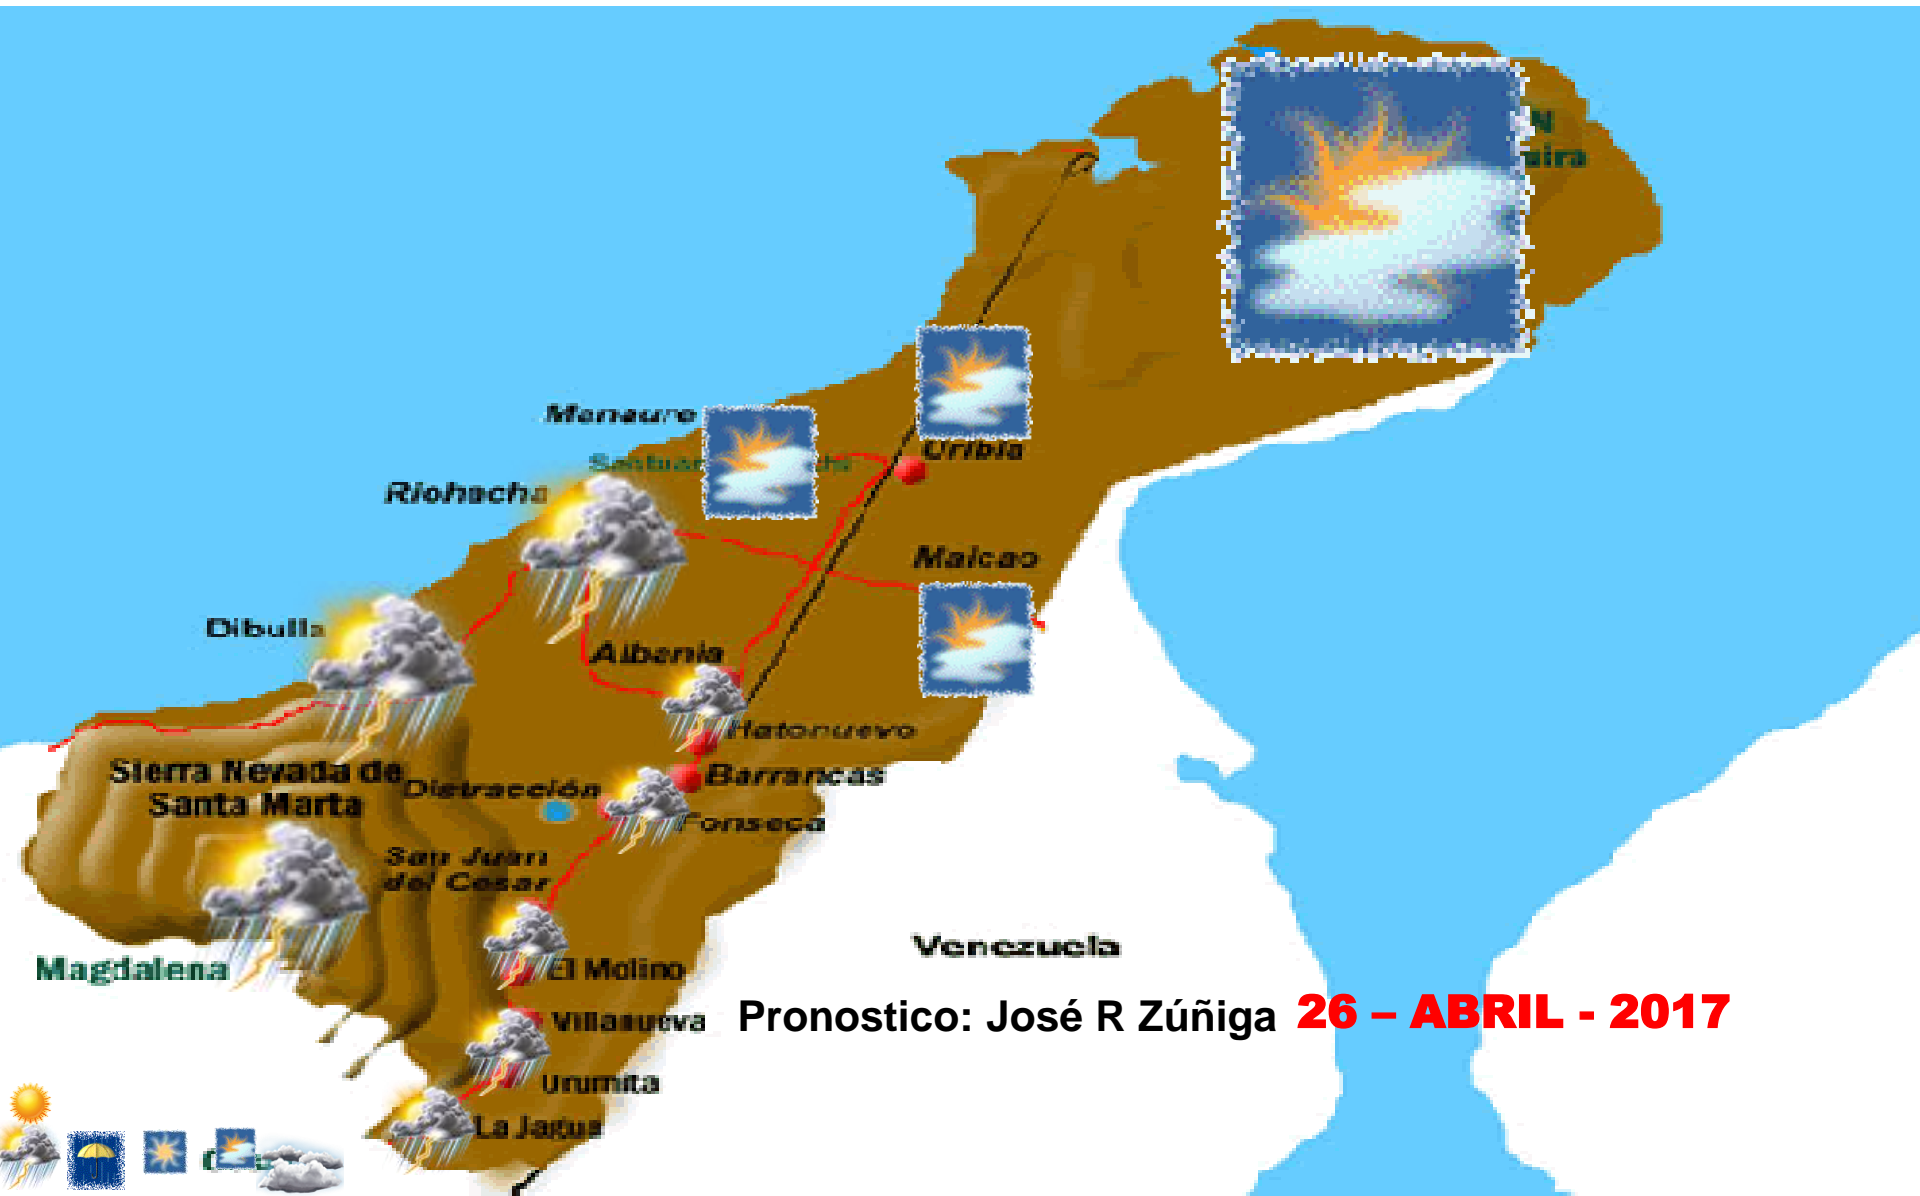 N
Manaure
Uribia
Riohacha
Maicao
Dibulla
Albania
Hatonuevo
Sierra Nevada de
Santa Marta
Distracción
Barrancas
Fonseca
San Juan
del Cesar
Venezuela
Magdalena
El Molino
Pronostico: José R Zúñiga 26 – ABRIL - 2017
Villanueva
Urumita
La Jagua